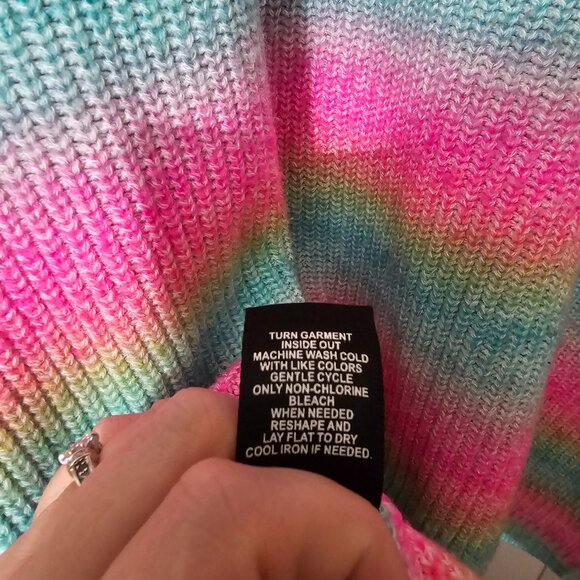 TURN GARMENT
INSIDE OUT
MACHINE WASH COLD
WITH LIKE COLORS
GENTLE CYCLE
ONLY NON-CHLORINE
BLEACH
WHEN NEEDED
RESHAPE AND
LAY FLAT TO DRY
COOL IRON IF NEEDED.